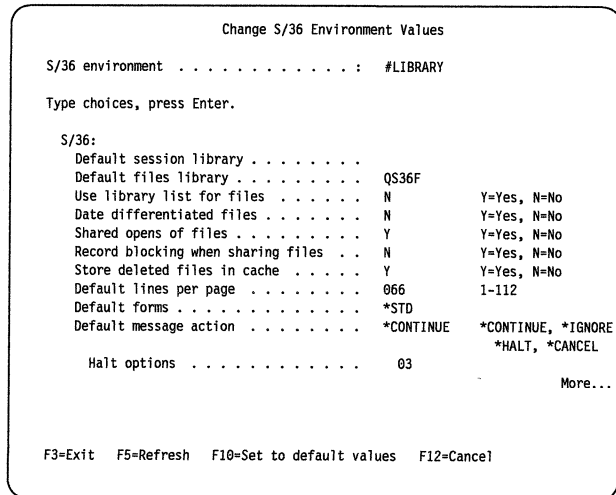 Change S/36 Environment Values
S/36 environment . . . . . . . . . . . . . : #LIBRARY
Type choices, press Enter.
S/36:
Default session library . . . . . . . .
Default files library . . . . . . . . . QS36F
Use library list for files . . . . . . N Y=Yes, N=No
Date differentiated files . . . . . . . N Y=Yes, N=No
Shared opens of files . . . . . . . . . Y Y=Yes, N=No
Record blocking when sharing files . . N Y=Yes, N=No
Store deleted files in cache . . . . . Y Y=Yes, N=No
Default lines per page . . . . . . . . 066 1-112
Default forms . . . . . . . . . . . . . *STD
Default message action . . . . . . . . *CONTINUE *CONTINUE, *IGNORE
*HALT, *CANCEL
Halt options . . . . . . . . . . . . . 03
More...
F3=Exit F5=Refresh F10=Set to default values F12=Cancel